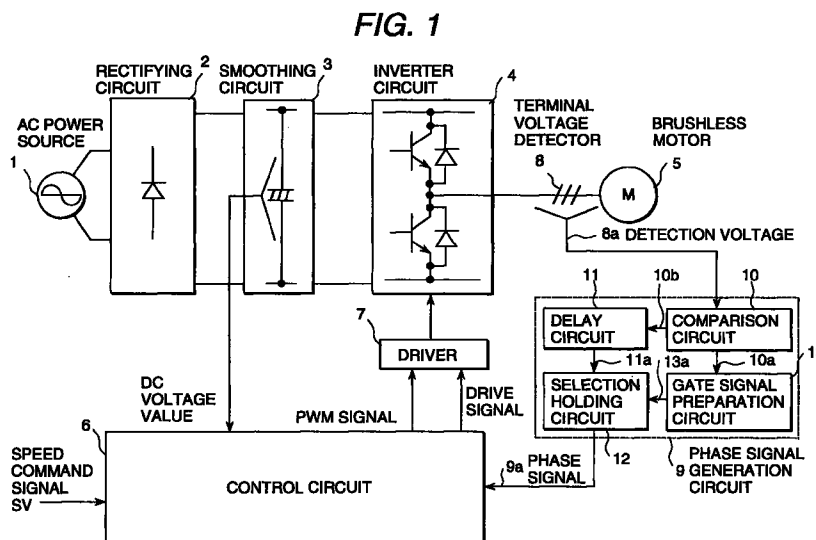 FIG. 1
RECTIFYING
CIRCUIT
2
SMOOTHING
CIRCUIT
3
INVERTER
CIRCUIT
4
AC POWER
SOURCE
1
TERMINAL
VOLTAGE
DETECTOR
8
BRUSHLESS
MOTOR
5
M
8a DETECTION VOLTAGE
11
10b
10
DELAY
CIRCUIT
COMPARISON
CIRCUIT
11a
13a
10a
1
SELECTION
HOLDING
CIRCUIT
GATE SIGNAL
PREPARATION
CIRCUIT
12
9
PHASE SIGNAL
GENERATION
CIRCUIT
7
DRIVER
DC
VOLTAGE
VALUE
PWM SIGNAL
DRIVE
SIGNAL
6
SPEED
COMMAND
SIGNAL
SV
CONTROL CIRCUIT
9a PHASE
SIGNAL